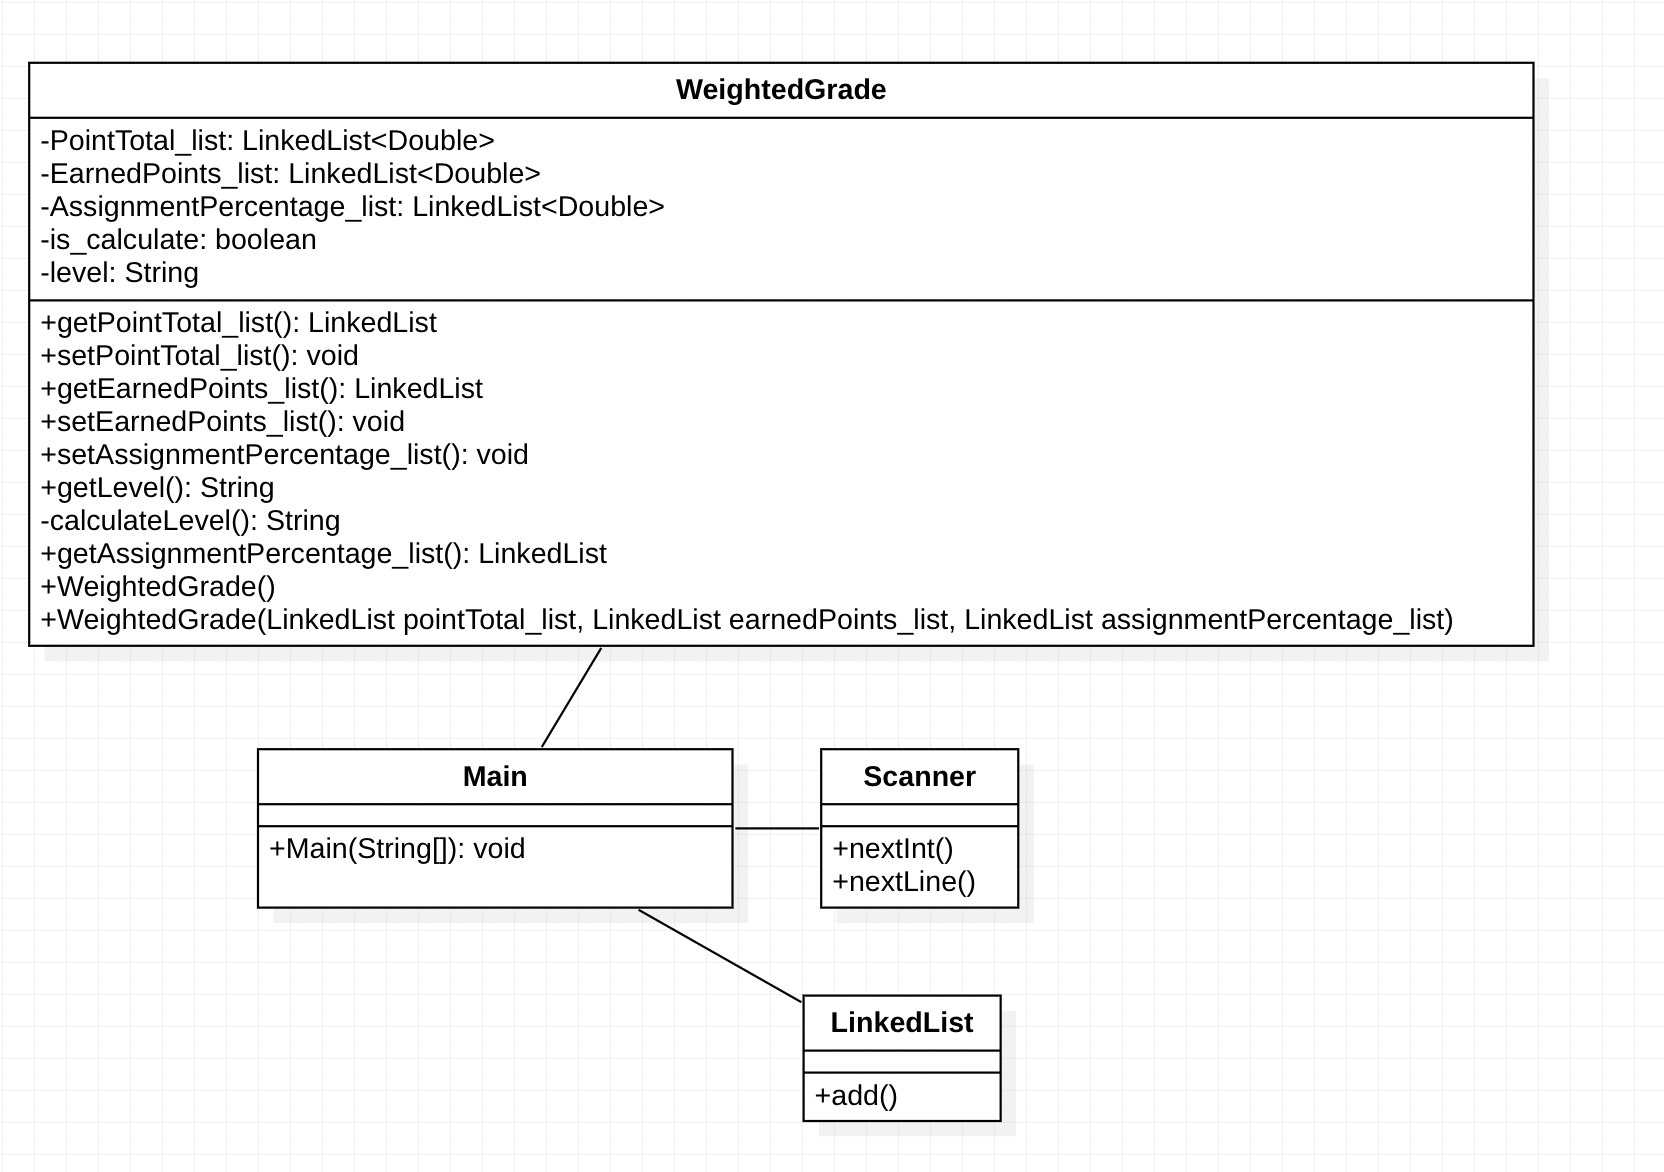 WeightedGrade
-PointTotal_list: LinkedList<Double>
-EarnedPoints_list: LinkedList<Double>
-AssignmentPercentage_list: LinkedList<Double>
-is_calculate: boolean
-level: String
+getPointTotal_list(): LinkedList
+setPointTotal_list(): void
+getEarnedPoints_list(): LinkedList
+setEarnedPoints_list(): void
+setAssignmentPercentage_list(): void
+getLevel(): String
-calculateLevel(): String
+getAssignmentPercentage_list(): LinkedList
+WeightedGrade()
+WeightedGrade(LinkedList pointTotal_list, LinkedList earnedPoints_list, LinkedList assignmentPercentage_list)
Main
+Main(String[]): void
Scanner
+nextInt()
+nextLine()
LinkedList
+add()